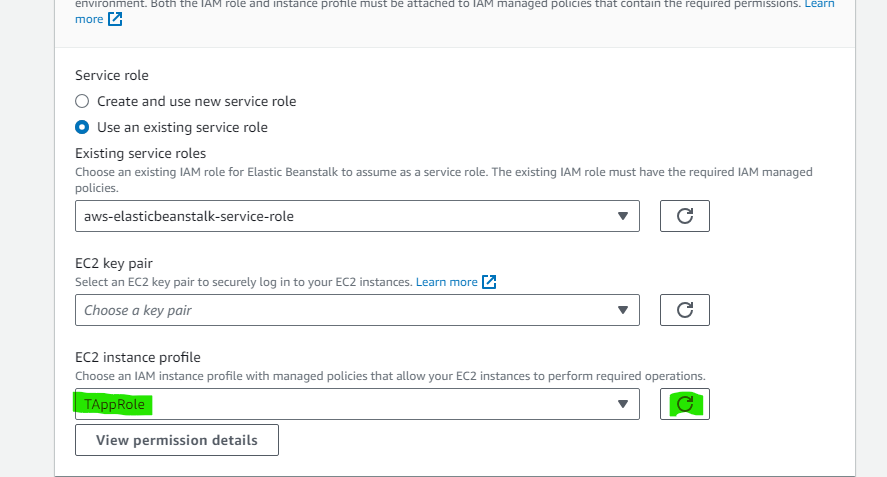 environment. Both the IAM role and instance profile must be attached to IAM managed policies that contain the required permissions. Learn
more
Service role
Create and use new service role
Use an existing service role
Existing service roles
Choose an existing IAM role for Elastic Beanstalk to assume as a service role. The existing IAM role must have the required IAM managed
policies.
aws-elasticbeanstalk-service-role
EC2 key pair
Select an EC2 key pair to securely log in to your EC2 instances. Learn more
Choose a key pair
EC2 instance profile
Choose an IAM instance profile with managed policies that allow your EC2 instances to perform required operations.
TAppRole
View permission details